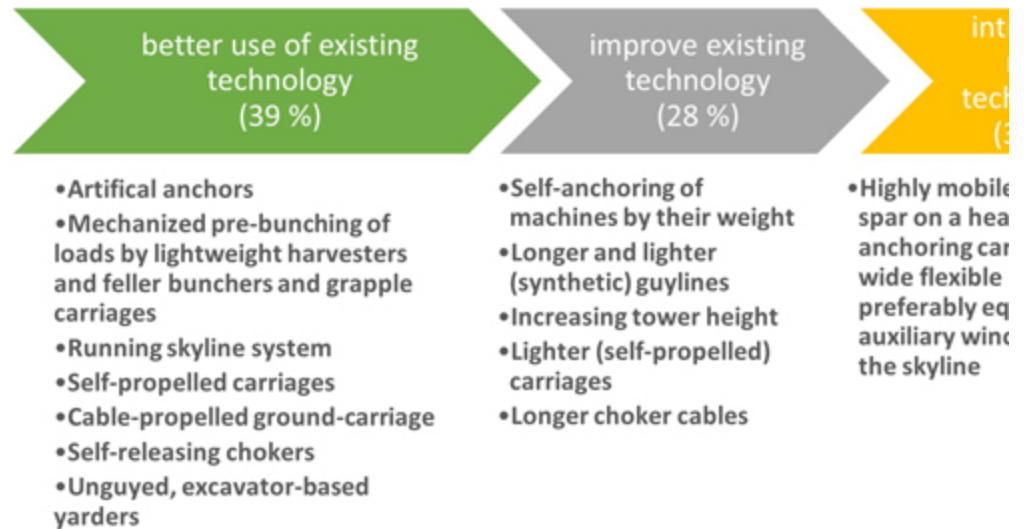 better use of existing
technology
(39 %)
•Artifical anchors
•Mechanized pre-bunching of
loads by lightweight harvesters
and feller bunchers and grapple
carriages
•Running skyline system
•Self-propelled carriages
•Cable-propelled ground-carriage
•Self-releasing chokers
•Unguyed, excavator-based
yarders
improve existing
technology
(28 %)
•Self-anchoring of
machines by their weight
•Longer and lighter
(synthetic) guylines
•Increasing tower height
•Lighter (self-propelled)
carriages
•Longer choker cables
•Highly mobile
spar on a
anchoring
wide flexible
preferably
auxiliary
the skyline